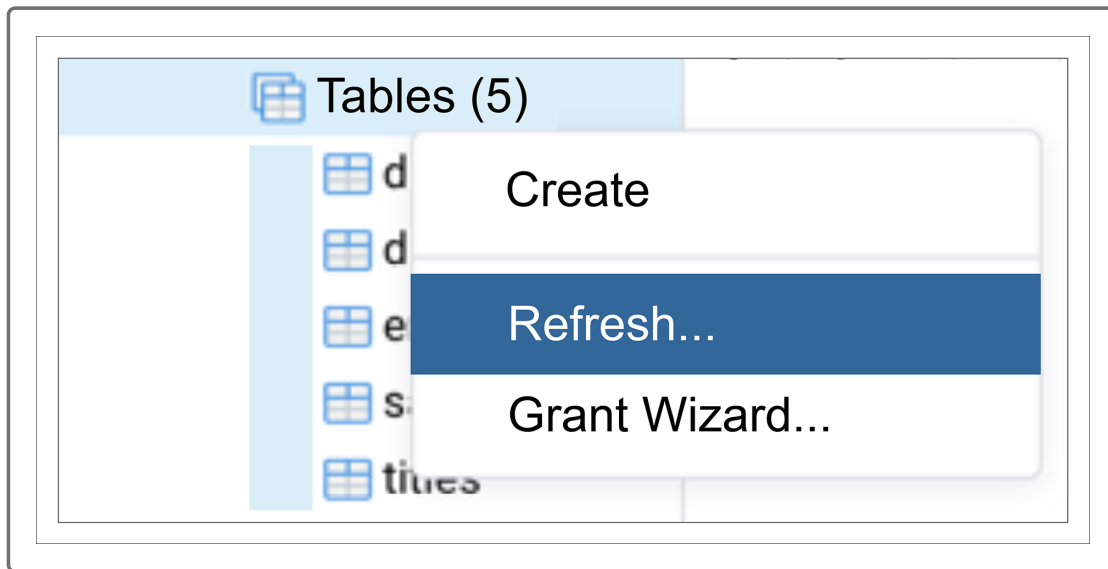 Tables (5)
d
Create
d
e
Refresh...
s
Grant Wizard...
titles